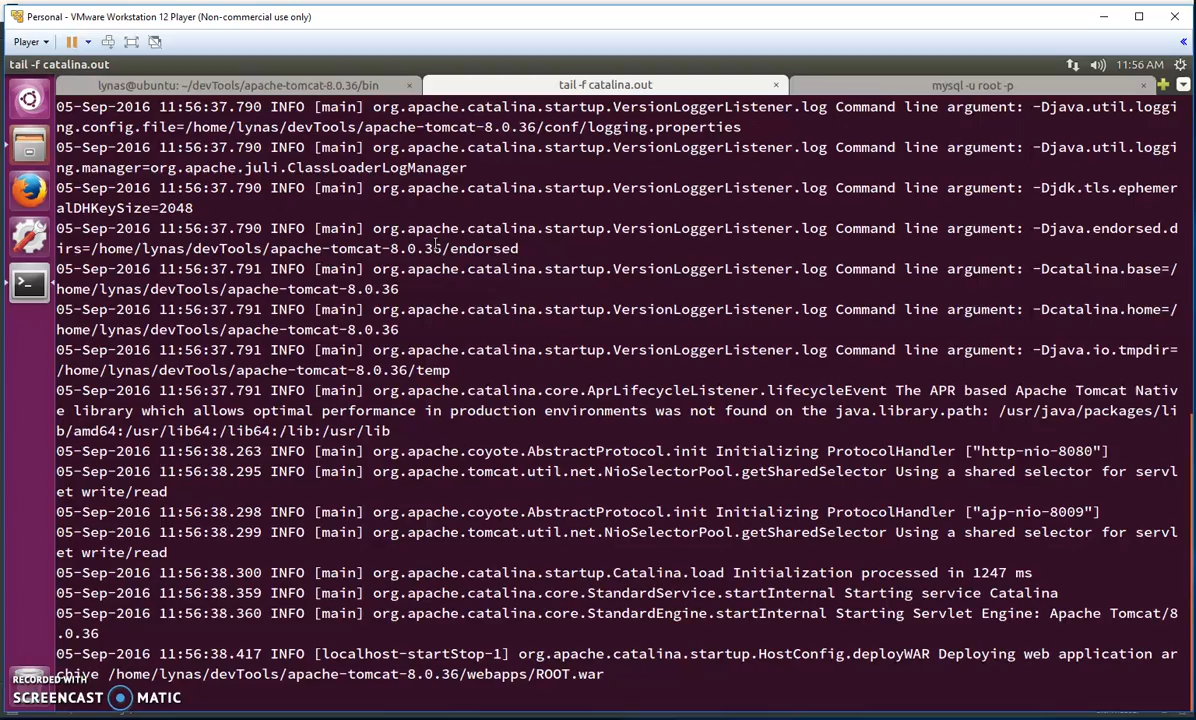 Personal - VMware Workstation 12 Player (Non-commercial use only)
Player
tail -f catalina.out
11:56 AM
lynas@ubuntu: ~/devTools/apache-tomcat-8.0.36/bin × tail -f catalina.out × mysql -u root -p ×
05-Sep-2016 11:56:37.790 INFO [main] org.apache.catalina.startup.VersionLoggerListener.log Command line argument: -Djava.util.loggi
ng.config.file=/home/lynas/devTools/apache-tomcat-8.0.36/conf/logging.properties
05-Sep-2016 11:56:37.790 INFO [main] org.apache.catalina.startup.VersionLoggerListener.log Command line argument: -Djava.util.loggi
ng.manager=org.apache.juli.ClassLoaderLogManager
05-Sep-2016 11:56:37.790 INFO [main] org.apache.catalina.startup.VersionLoggerListener.log Command line argument: -Djdk.tls.ephemer
alDHKeySize=2048
05-Sep-2016 11:56:37.790 INFO [main] org.apache.catalina.startup.VersionLoggerListener.log Command line argument: -Djava.endorsed.d
irs=/home/lynas/devTools/apache-tomcat-8.0.36/endorsed
05-Sep-2016 11:56:37.791 INFO [main] org.apache.catalina.startup.VersionLoggerListener.log Command line argument: -Dcatalina.base=/
home/lynas/devTools/apache-tomcat-8.0.36
05-Sep-2016 11:56:37.791 INFO [main] org.apache.catalina.startup.VersionLoggerListener.log Command line argument: -Dcatalina.home=/
home/lynas/devTools/apache-tomcat-8.0.36
05-Sep-2016 11:56:37.791 INFO [main] org.apache.catalina.startup.VersionLoggerListener.log Command line argument: -Djava.io.tmpdir=
/home/lynas/devTools/apache-tomcat-8.0.36/temp
05-Sep-2016 11:56:37.791 INFO [main] org.apache.catalina.core.AprLifecycleListener.lifecycleEvent The APR based Apache Tomcat Nativ
e library which allows optimal performance in production environments was not found on the java.library.path: /usr/java/packages/li
b/amd64:/usr/lib64:/lib64:/lib:/usr/lib
05-Sep-2016 11:56:38.263 INFO [main] org.apache.coyote.AbstractProtocol.init Initializing ProtocolHandler ["http-nio-8080"]
05-Sep-2016 11:56:38.295 INFO [main] org.apache.tomcat.util.net.NioSelectorPool.getSharedSelector Using a shared selector for servl
et write/read
05-Sep-2016 11:56:38.298 INFO [main] org.apache.coyote.AbstractProtocol.init Initializing ProtocolHandler ["ajp-nio-8009"]
05-Sep-2016 11:56:38.299 INFO [main] org.apache.tomcat.util.net.NioSelectorPool.getSharedSelector Using a shared selector for servl
et write/read
05-Sep-2016 11:56:38.300 INFO [main] org.apache.catalina.startup.Catalina.load Initialization processed in 1247 ms
05-Sep-2016 11:56:38.359 INFO [main] org.apache.catalina.core.StandardService.startInternal Starting service Catalina
05-Sep-2016 11:56:38.360 INFO [main] org.apache.catalina.core.StandardEngine.startInternal Starting Servlet Engine: Apache Tomcat/8
.0.36
05-Sep-2016 11:56:38.417 INFO [localhost-startStop-1] org.apache.catalina.startup.HostConfig.deployWAR Deploying web application ar
chive /home/lynas/devTools/apache-tomcat-8.0.36/webapps/ROOT.war
RECORDED WITH
SCREENCAST MATIC